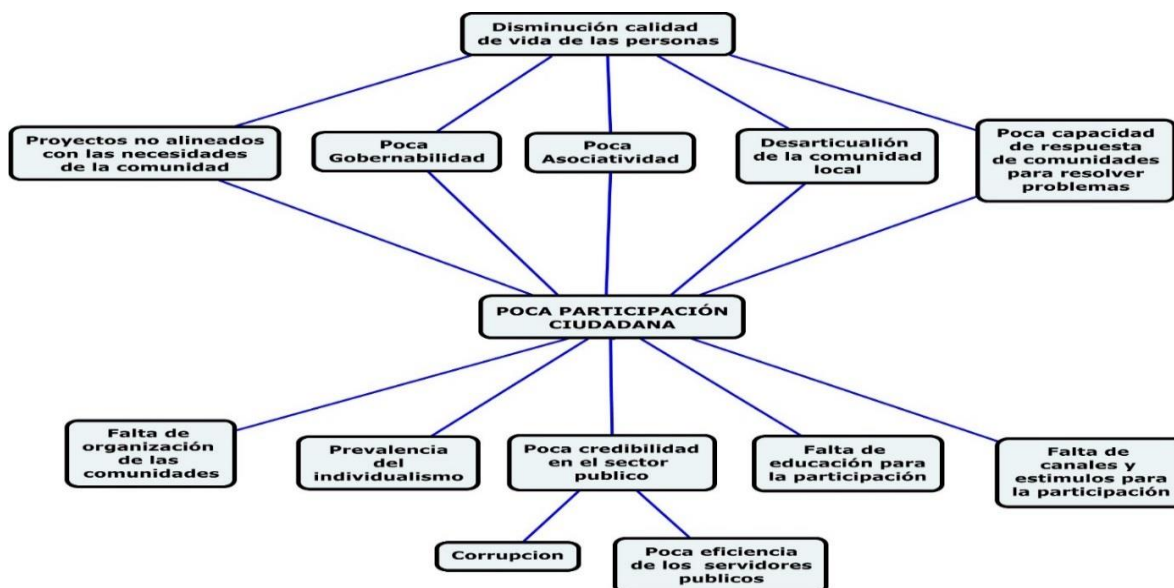 Disminución calidad
de vida de las personas
Proyectos no alineados
con las necesidades
de la comunidad
Poca
Gobernabilidad
Poca
Asociatividad
Desarticualión
de la comunidad
local
Poca capacidad
de respuesta
de comunidades
para resolver
problemas
POCA PARTICIPACIÓN
CIUDADANA
Falta de
organización
de las
comunidades
Prevalencia
del
individualismo
Poca credibilidad
en el sector
publico
Falta de
educación para
la participación
Falta de
canales y
estimulos para
la participación
Corrupcion
Poca eficiencia
de los servidores
publicos